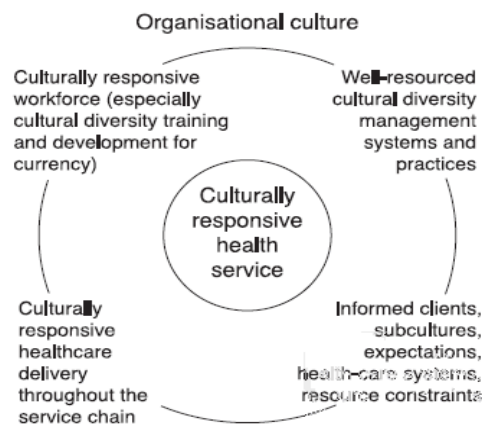 Organisational culture
Culturally responsive
workforce (especially
cultural diversity training
and development for
currency)
Well-resourced
cultural diversity
management
systems and
practices
Culturally
responsive
health
service
Culturally
responsive
healthcare
delivery
throughout the
service chain
Informed clients,
subcultures,
expectations,
health-care systems,
resource constraints